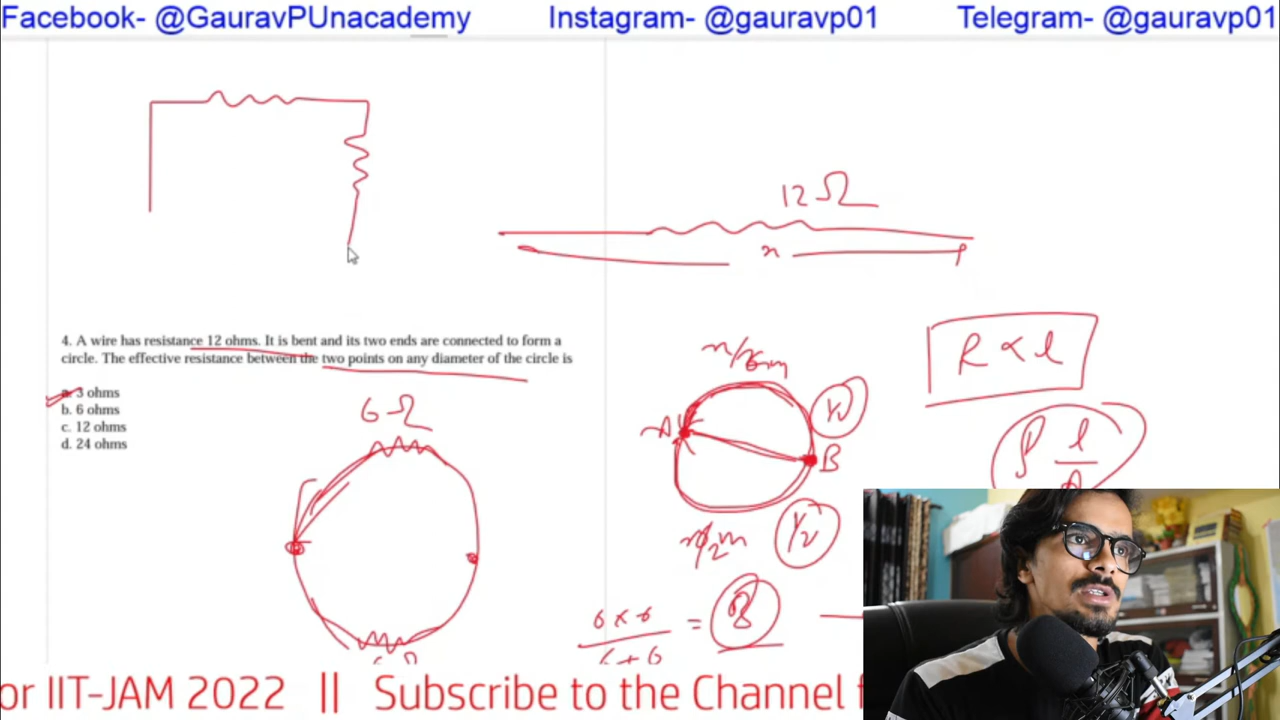 Facebook- @GauravPUnacademy Instagram- @gauravp01 Telegram- @gauravp01
12 Ω
x
4. A wire has resistance 12 ohms. It is bent and its two ends are connected to form a
circle. The effective resistance between the two points on any diameter of the circle is
a. 3 ohms
b. 6 ohms
c. 12 ohms
d. 24 ohms
R ∝ l
ρ l
6 Ω
A
B
1/2
6 × 6
=
6 + 6
or IIT-JAM 2022 || Subscribe to the Channel f